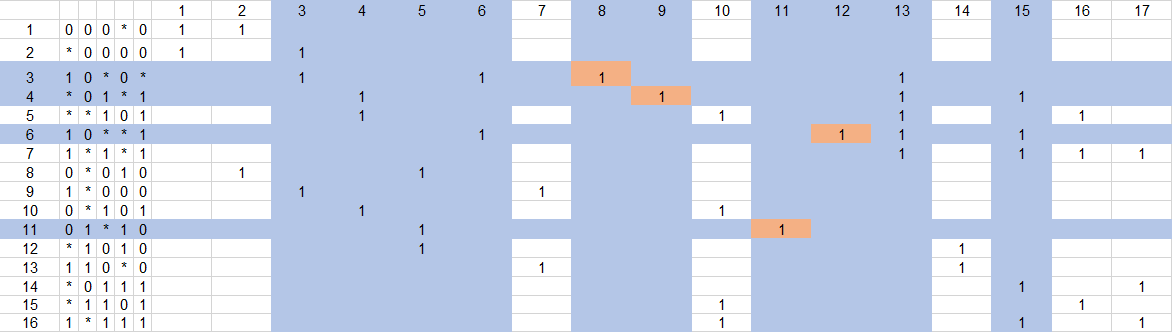 1 2 3 4 5 6 7 8 9 10 11 12 13 14 15 16 17
1 0 0 0 * 0 1 1
2 * 0 0 0 0 1 1
3 1 0 * 0 * 1 1 1 1
4 * 0 1 * 1 1 1 1 1
5 * * 1 0 1 1 1 1 1
6 1 0 * * 1 1 1 1 1
7 1 * 1 * 1 1 1 1 1
8 0 * 0 1 0 1 1
9 1 * 0 0 0 1 1
10 0 * 1 0 1 1 1
11 0 1 * 1 0 1 1
12 * 1 0 1 0 1 1
13 1 1 0 * 0 1 1
14 * 0 1 1 1 1 1
15 * 1 1 0 1 1 1
16 1 * 1 1 1 1 1 1